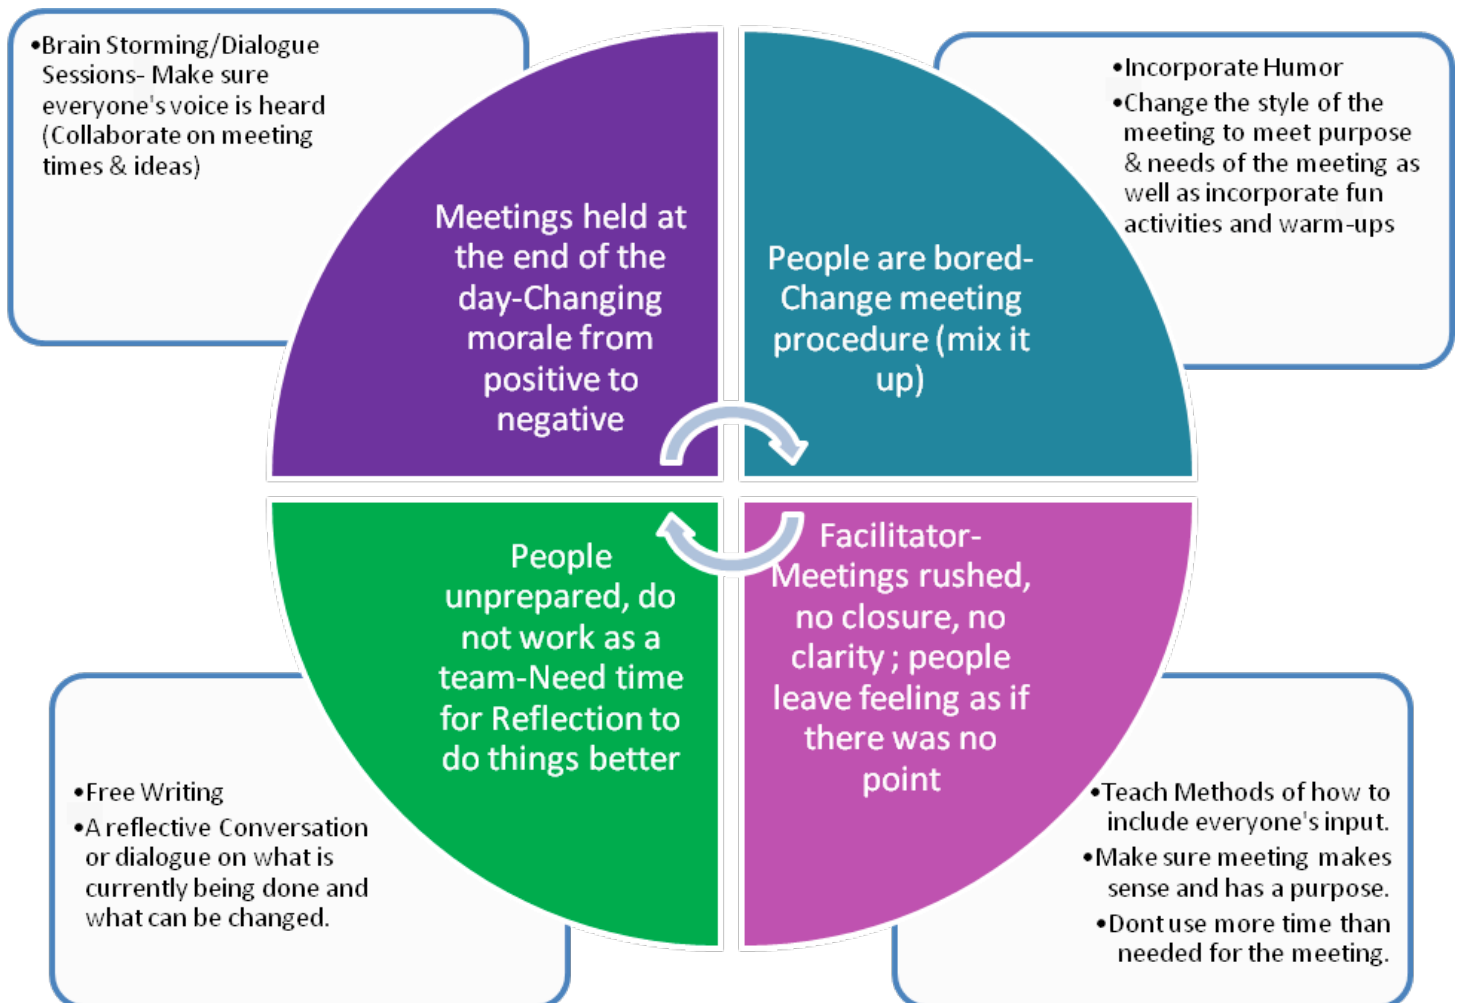 •Brain Storming/Dialogue
Sessions- Make sure
everyone's voice is heard
(Collaborate on meeting
times & ideas)
•Incorporate Humor
•Change the style of the
meeting to meet purpose
& needs of the meeting as
well as incorporate fun
activities and warm-ups
Meetings held at
the end of the
day-Changing
morale from
positive to
negative
People are bored-
Change meeting
procedure (mix it
up)
People
unprepared, do
not work as a
team-Need time
for Reflection to
do things better
Facilitator-
Meetings rushed,
no closure, no
clarity ; people
leave feeling as if
there was no
point
•Free Writing
•A reflective Conversation
or dialogue on what is
currently being done and
what can be changed.
•Teach Methods of how to
include everyone's input.
•Make sure meeting makes
sense and has a purpose.
•Dont use more time than
needed for the meeting.